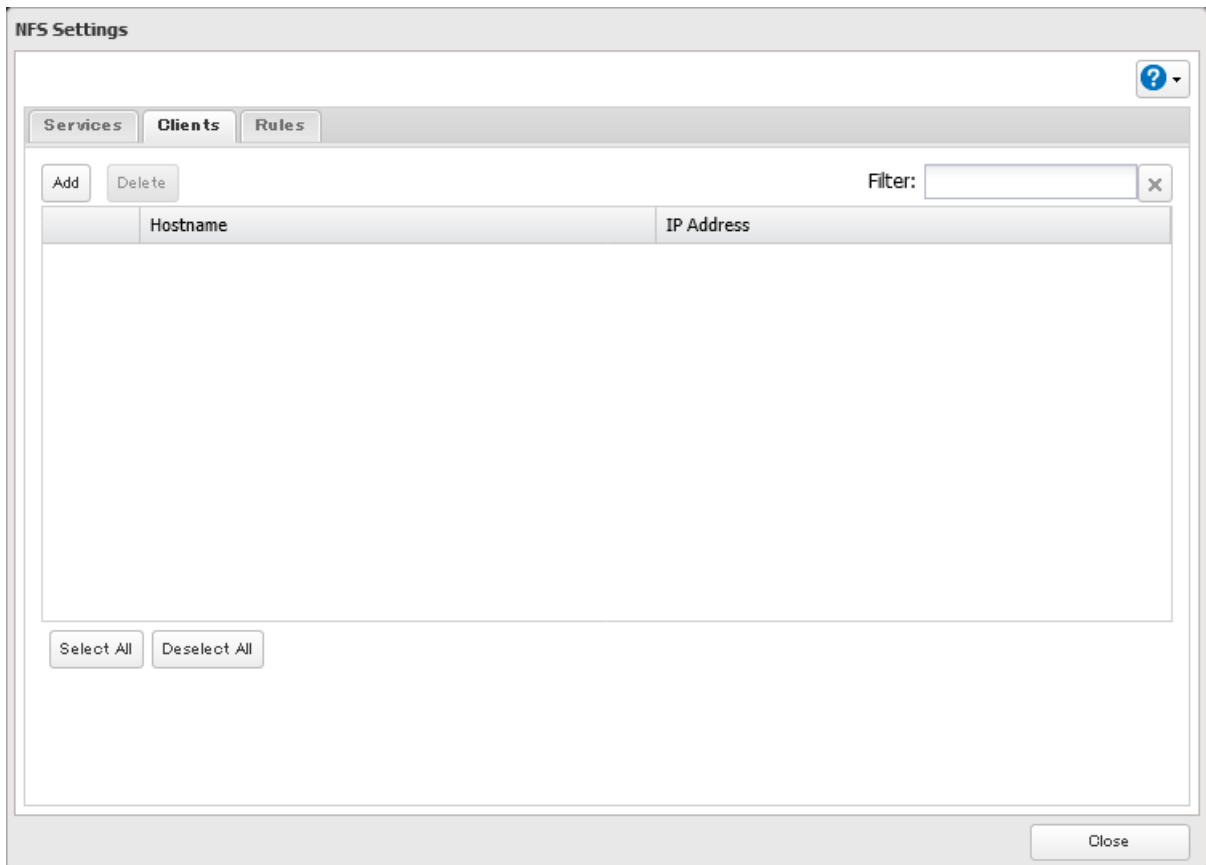 NFS Settings
?
Services Clients Rules
Add Delete Filter:
Hostname IP Address
Select All Deselect All
Close